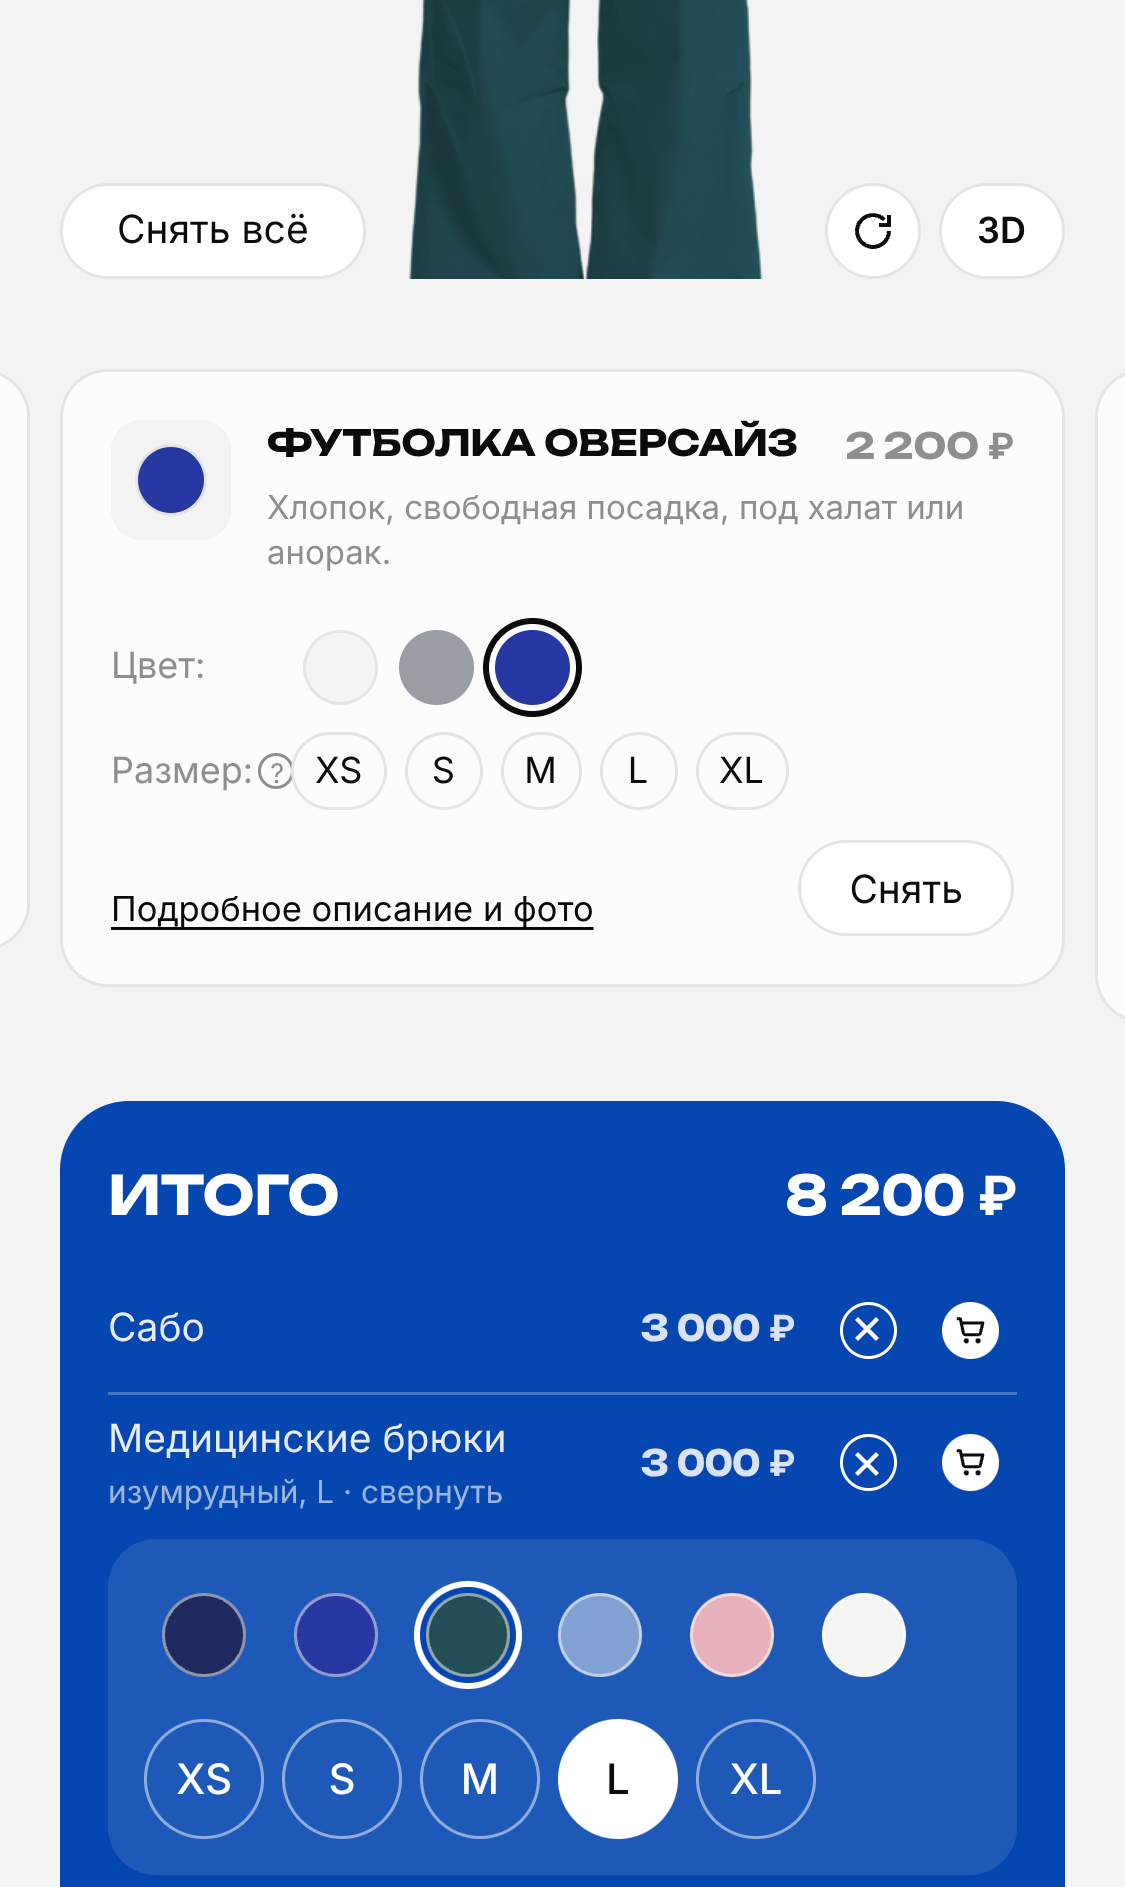 Снять всё
3D
ФУТБОЛКА ОВЕРСАЙЗ 2 200 ₽
Хлопок, свободная посадка, под халат или
анорак.
Цвет:
Размер: ? XS S M L XL
Подробное описание и фото
Снять
ИТОГО 8 200 ₽
Сабо 3 000 ₽
Медицинские брюки 3 000 ₽
изумрудный, L · свернуть
XS S M L XL